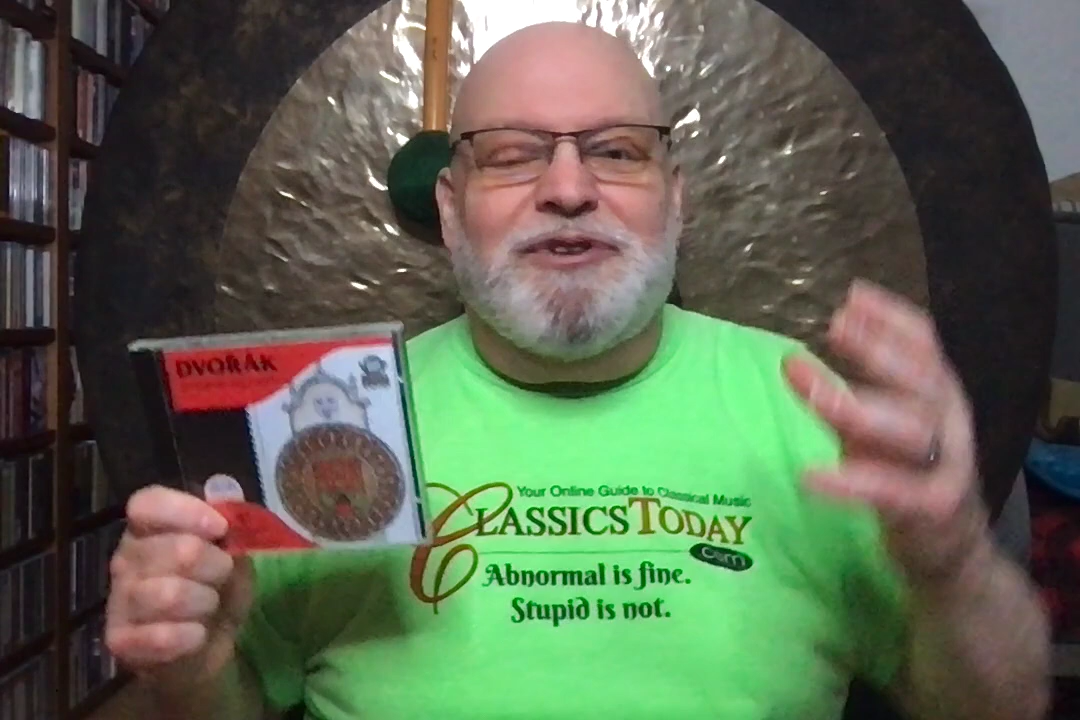 DVOŘÁK
Your Online Guide to Classical Music
CLASSICSTODAY
.com
Abnormal is fine.
Stupid is not.